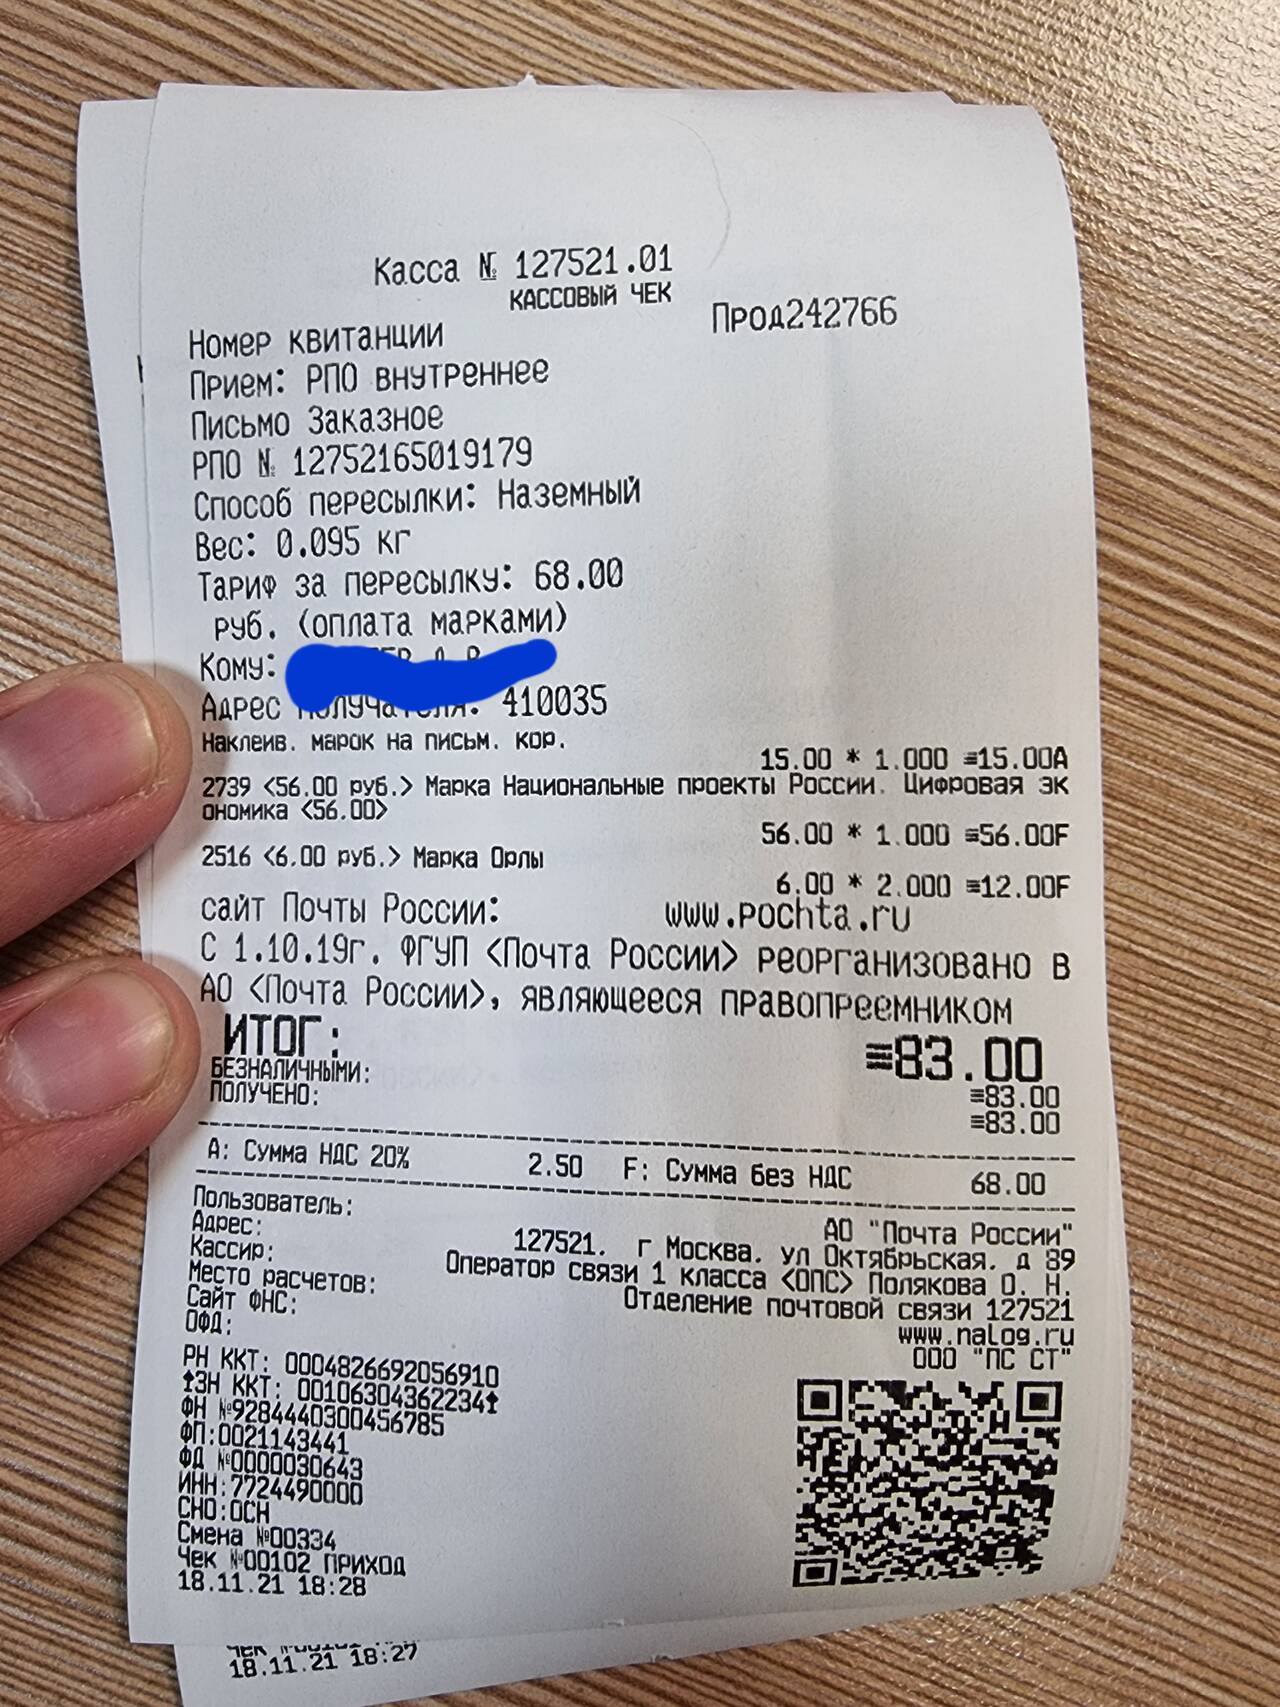 Касса № 127521.01
КАССОВЫЙ ЧЕК
Номер квитанции Прод242766
Прием: РПО внутреннее
Письмо Заказное
РПО № 12752165019179
Способ пересылки: Наземный
Вес: 0.095 кг
Тариф за пересылку: 68.00
руб. (оплата марками)
Кому:
Адрес получателя: 410035
Наклеив. марок на письм. кор.
15.00 * 1.000 ≡15.00А
2739 <56.00 руб.> Марка Национальные проекты России. Цифровая эк
ономика <56.00>
56.00 * 1.000 ≡56.00F
2516 <6.00 руб.> Марка Орлы
6.00 * 2.000 ≡12.00F
сайт Почты России: www.pochta.ru
С 1.10.19г. ФГУП <Почта России> реорганизовано в
АО <Почта России>, являющееся правопреемником
ИТОГ: ≡83.00
БЕЗНАЛИЧНЫМИ: ≡83.00
ПОЛУЧЕНО: ≡83.00
А: Сумма НДС 20% 2.50 F: Сумма без НДС 68.00
Пользователь: АО "Почта России"
Адрес: 127521. г Москва. ул Октябрьская. д 89
Кассир: Оператор связи 1 класса <ОПС> Полякова О. Н.
Место расчетов: Отделение почтовой связи 127521
Сайт ФНС: www.nalog.ru
ОФД: ООО "ПС СТ"
РН ККТ: 0004826692056910
ЗН ККТ: 00106304362234
ФН №9284440300456785
ФП:0021143441
ФД №0000030643
ИНН:7724490000
СНО:ОСН
Смена №00334
Чек №00102 ПРИХОД
18.11.21 18:28
18.11.21 18:27